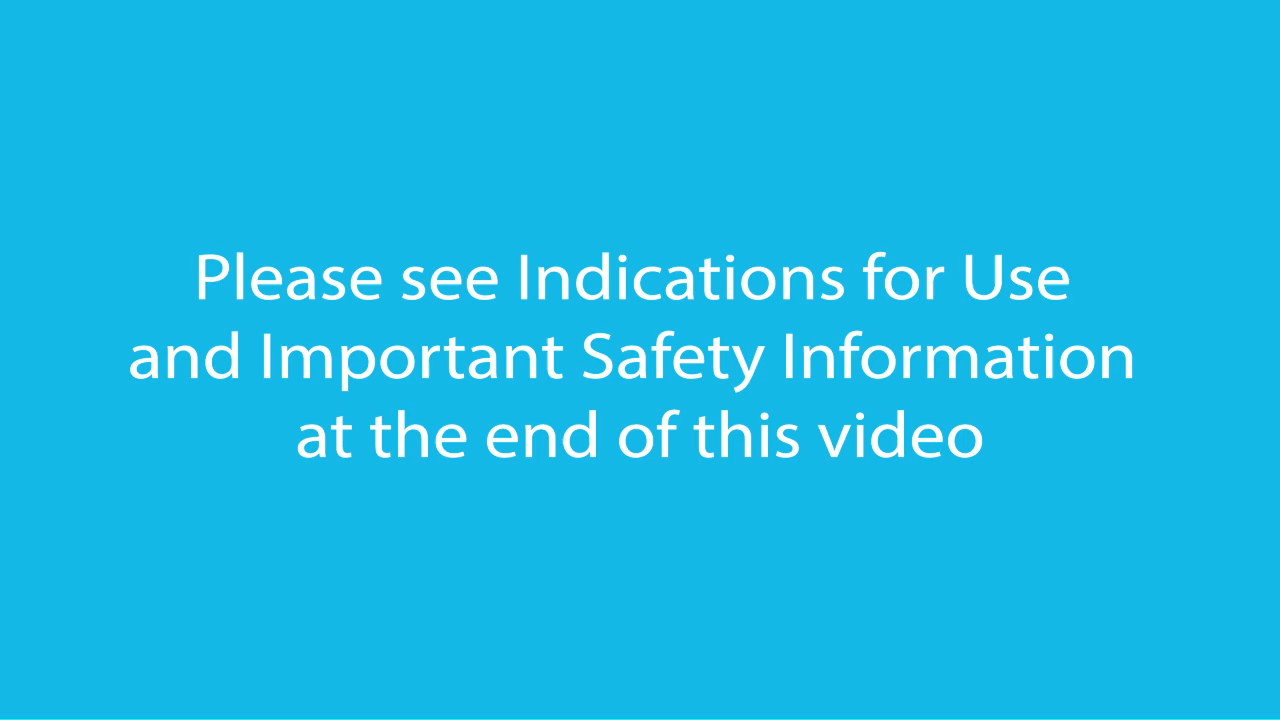 Please see Indications for Use
and Important Safety Information
at the end of this video